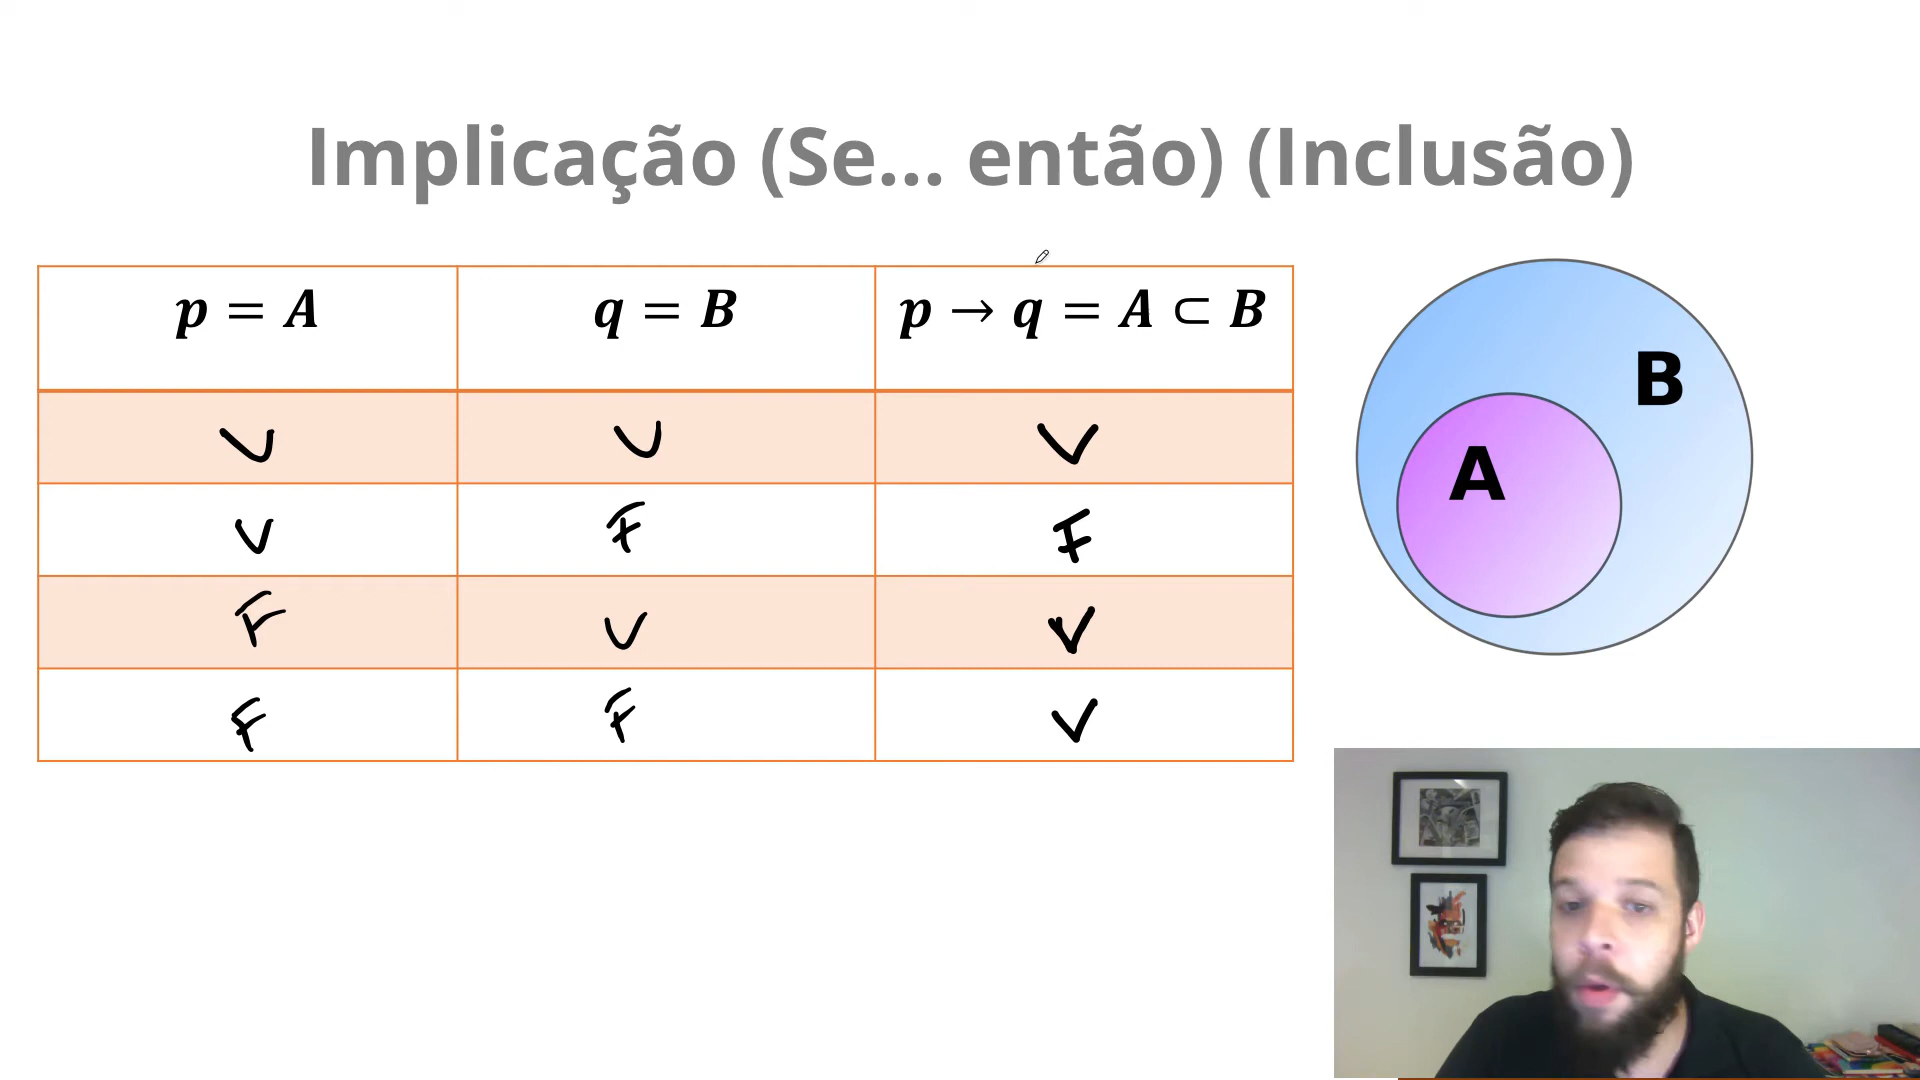 Implicação (Se... então) (Inclusão)
p = A q = B p → q = A ⊂ B
V V V
V F F
F V V
F F V
B
A